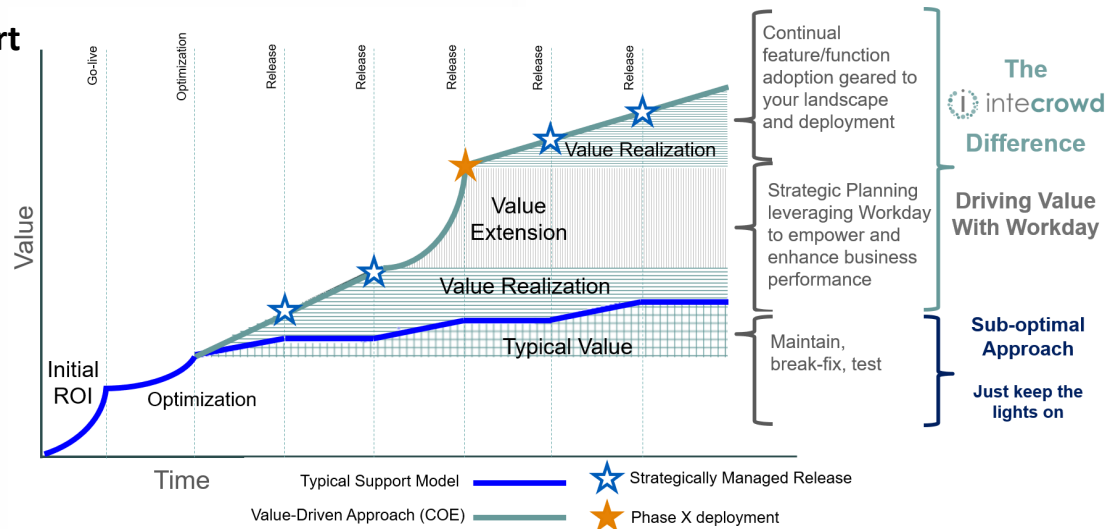 rt
Go-live
Optimization
Release
Release
Release
Release
Release
Value
Time
Initial
ROI
Optimization
Value Realization
Value
Extension
Value Realization
Typical Value
Continual
feature/function
adoption geared to
your landscape
and deployment
Strategic Planning
leveraging Workday
to empower and
enhance business
performance
Maintain,
break-fix, test
The
intecrowd
Difference
Driving Value
With Workday
Sub-optimal
Approach
Just keep the
lights on
Typical Support Model
Strategically Managed Release
Value-Driven Approach (COE)
Phase X deployment